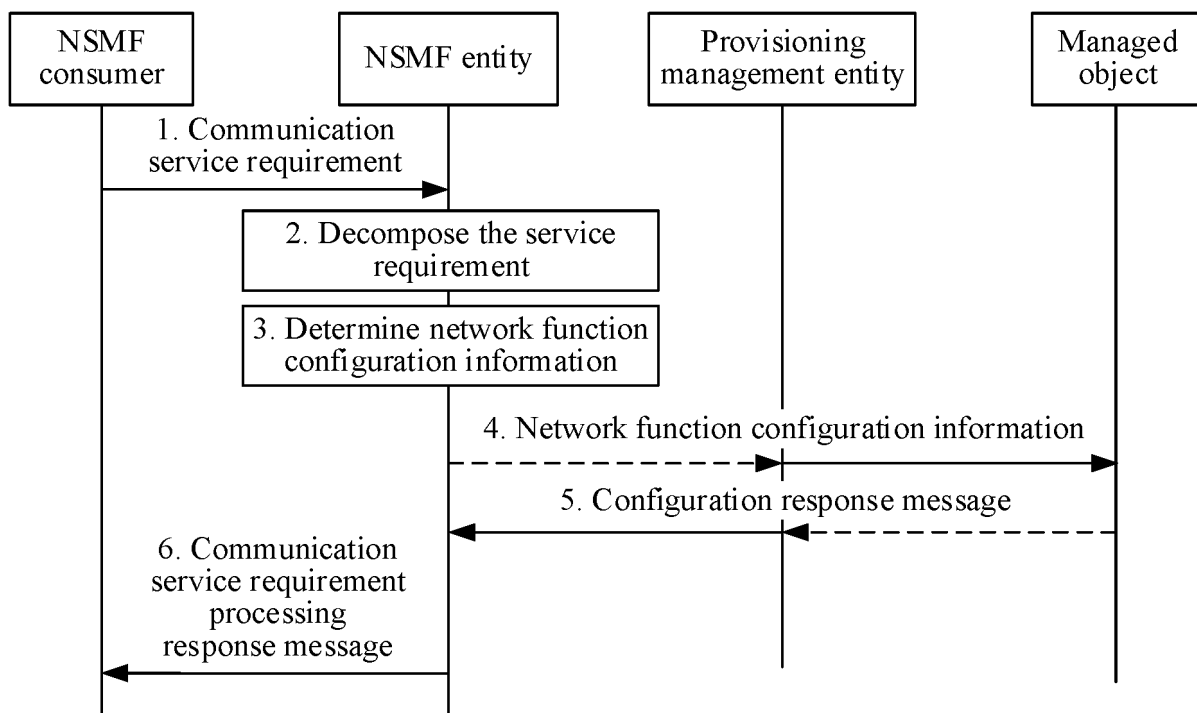 NSMF
consumer
NSMF entity
Provisioning
management entity
Managed
object
1. Communication
service requirement
2. Decompose the service
requirement
3. Determine network function
configuration information
4. Network function configuration information
5. Configuration response message
6. Communication
service requirement
processing
response message